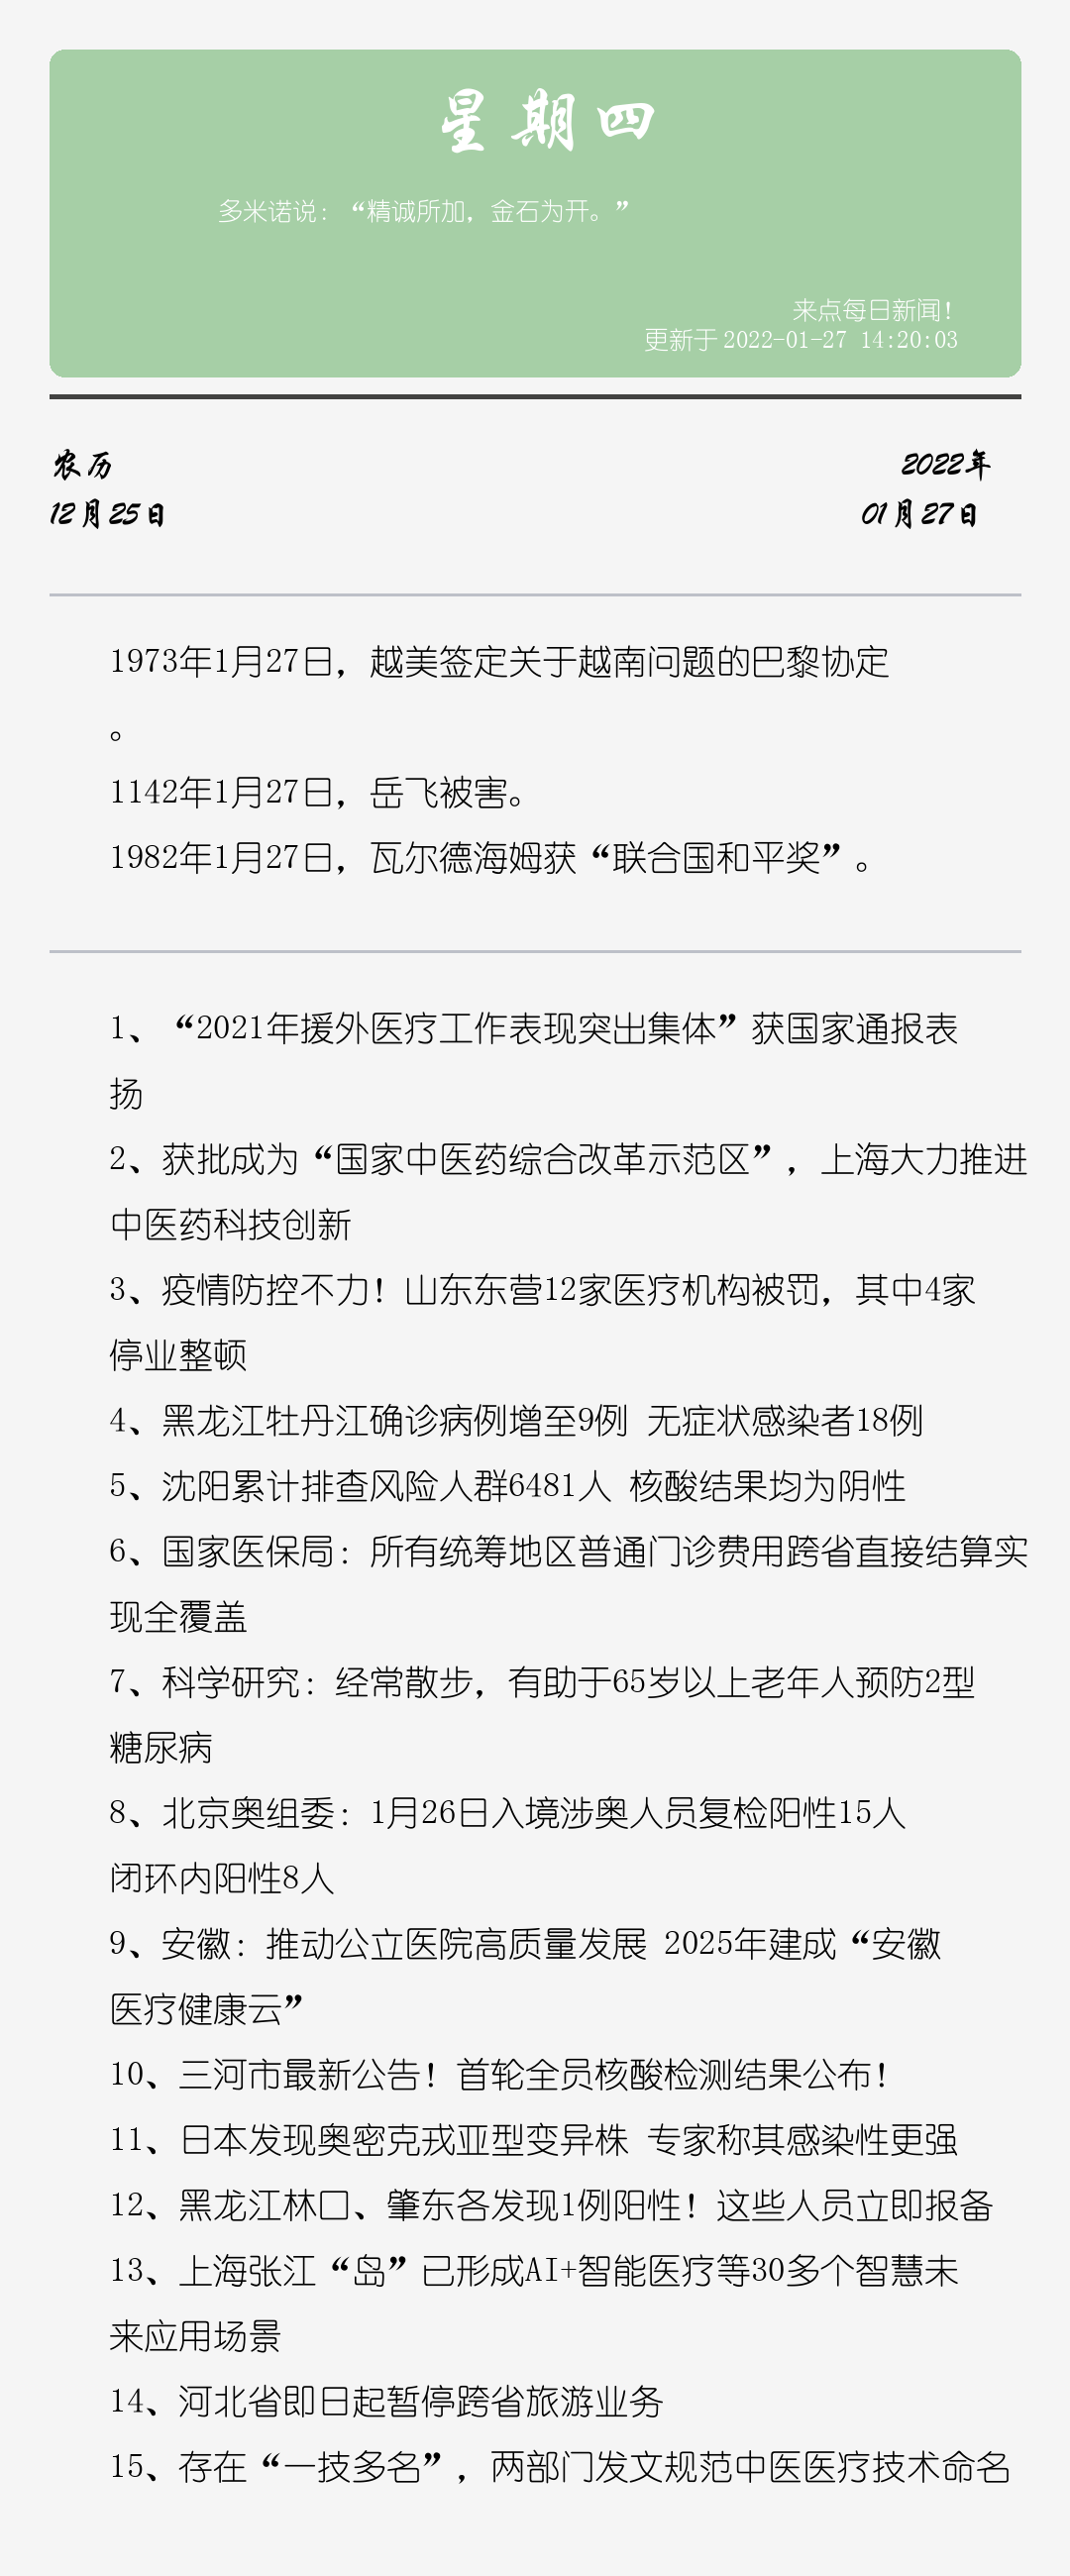 星期四
多米诺说：“精诚所加，金石为开。”
来点每日新闻！
更新于 2022-01-27 14:20:03
农历
2022年
12月25日
01月27日
1973年1月27日，越美签定关于越南问题的巴黎协定
。
1142年1月27日，岳飞被害。
1982年1月27日，瓦尔德海姆获“联合国和平奖”。
1、“2021年援外医疗工作表现突出集体”获国家通报表
扬
2、获批成为“国家中医药综合改革示范区”，上海大力推进
中医药科技创新
3、疫情防控不力！山东东营12家医疗机构被罚，其中4家
停业整顿
4、黑龙江牡丹江确诊病例增至9例 无症状感染者18例
5、沈阳累计排查风险人群6481人 核酸结果均为阴性
6、国家医保局：所有统筹地区普通门诊费用跨省直接结算实
现全覆盖
7、科学研究：经常散步，有助于65岁以上老年人预防2型
糖尿病
8、北京奥组委：1月26日入境涉奥人员复检阳性15人
闭环内阳性8人
9、安徽：推动公立医院高质量发展 2025年建成“安徽
医疗健康云”
10、三河市最新公告！首轮全员核酸检测结果公布！
11、日本发现奥密克戎亚型变异株 专家称其感染性更强
12、黑龙江林口、肇东各发现1例阳性！这些人员立即报备
13、上海张江“岛”已形成AI+智能医疗等30多个智慧未
来应用场景
14、河北省即日起暂停跨省旅游业务
15、存在“一技多名”，两部门发文规范中医医疗技术命名